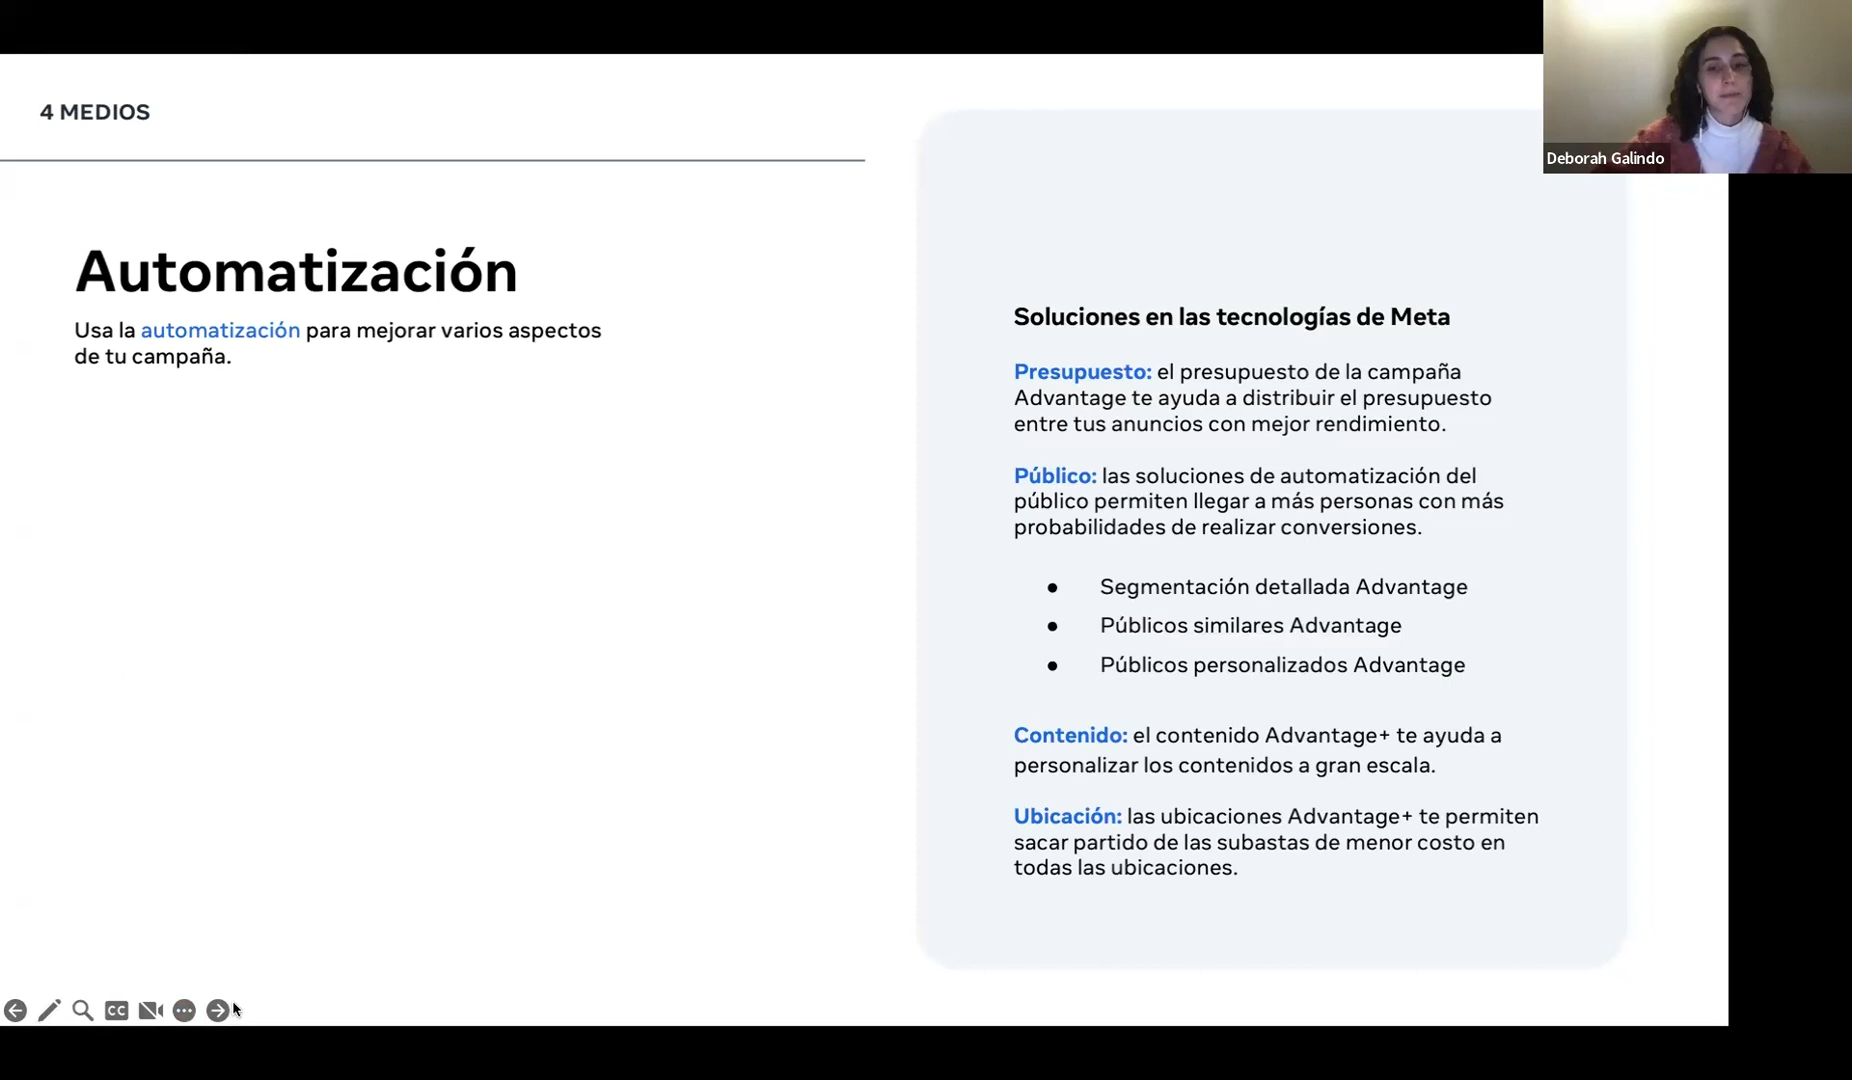 4 MEDIOS
Automatización
Usa la automatización para mejorar varios aspectos
de tu campaña.
Soluciones en las tecnologías de Meta
Presupuesto: el presupuesto de la campaña
Advantage te ayuda a distribuir el presupuesto
entre tus anuncios con mejor rendimiento.
Público: las soluciones de automatización del
público permiten llegar a más personas con más
probabilidades de realizar conversiones.
● Segmentación detallada Advantage
● Públicos similares Advantage
● Públicos personalizados Advantage
Contenido: el contenido Advantage+ te ayuda a
personalizar los contenidos a gran escala.
Ubicación: las ubicaciones Advantage+ te permiten
sacar partido de las subastas de menor costo en
todas las ubicaciones.
Deborah Galindo
CC